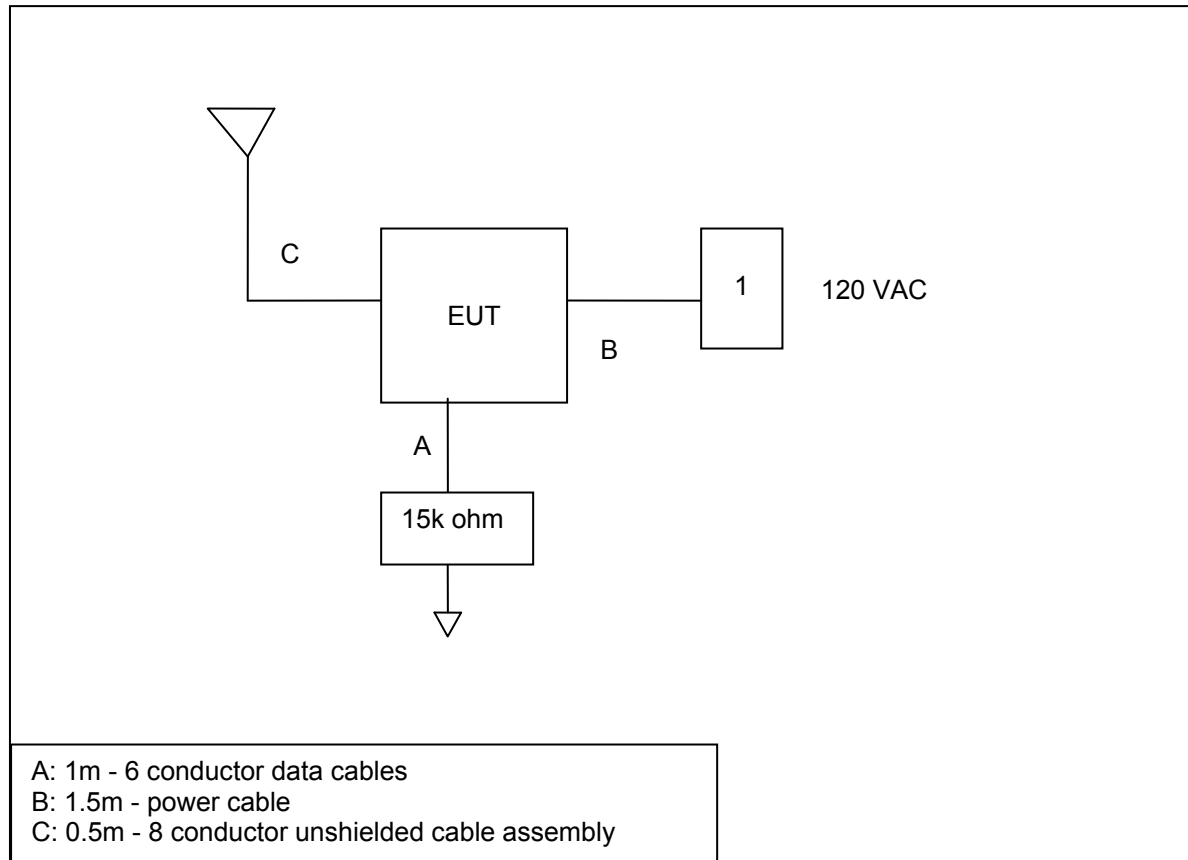 C
EUT
1
120 VAC
B
A
15k ohm
A: 1m - 6 conductor data cables
B: 1.5m - power cable
C: 0.5m - 8 conductor unshielded cable assembly